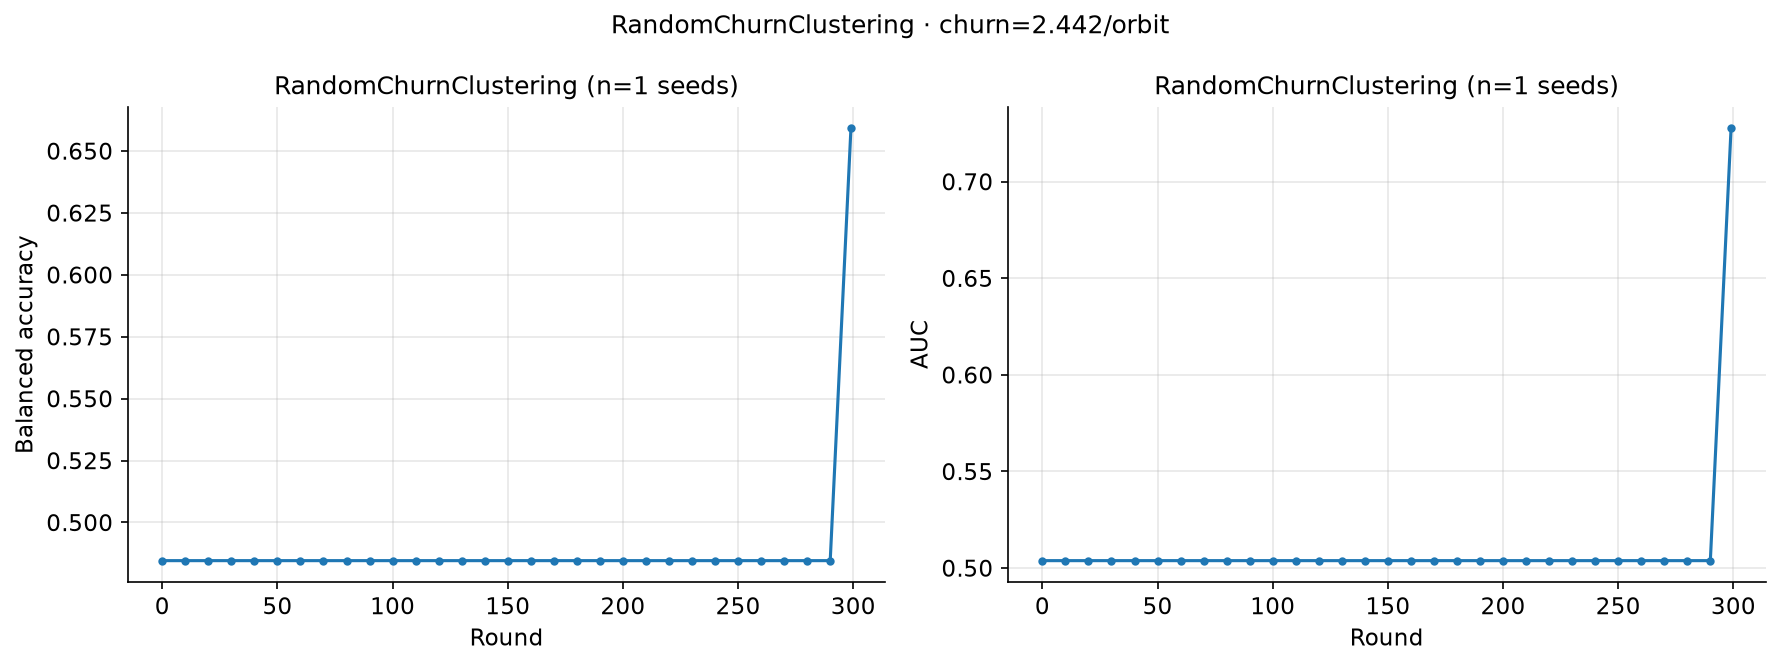 RandomChurnClustering · churn=2.442/orbit
RandomChurnClustering (n=1 seeds)
Balanced accuracy
0.650
0.625
0.600
0.575
0.550
0.525
0.500
0 50 100 150 200 250 300
Round
RandomChurnClustering (n=1 seeds)
AUC
0.70
0.65
0.60
0.55
0.50
0 50 100 150 200 250 300
Round